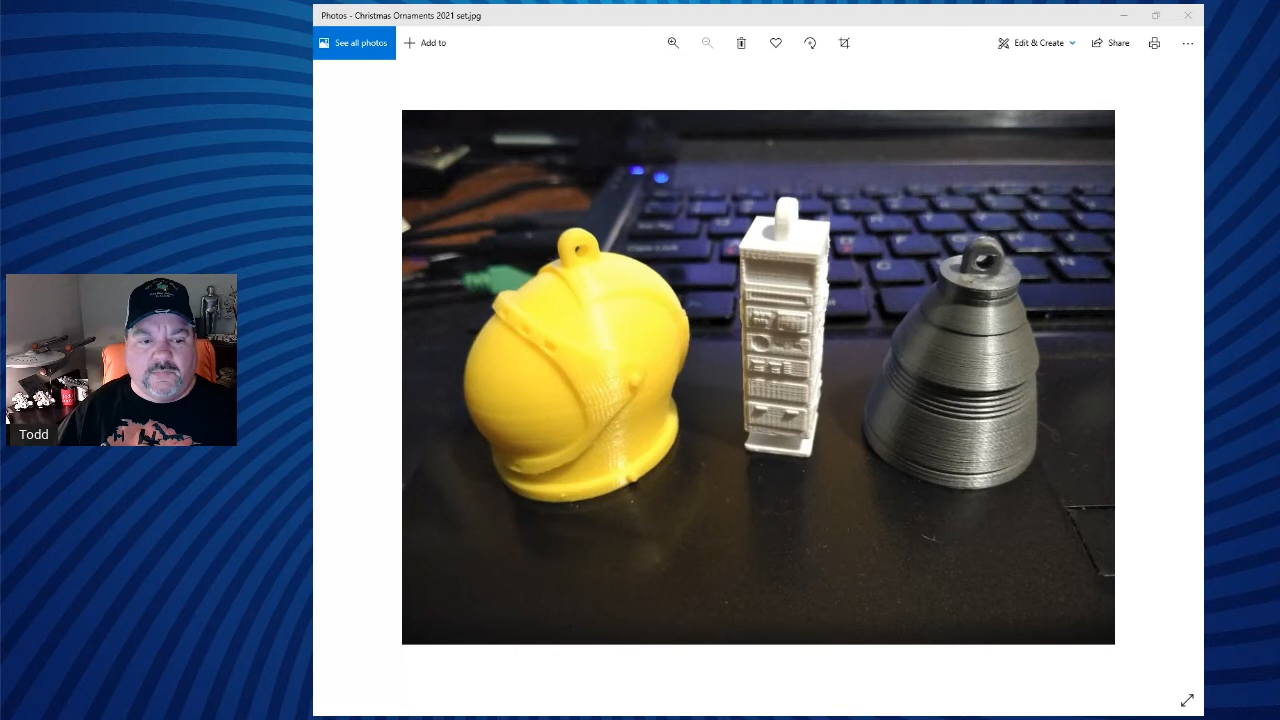 Photos - Christmas Ornaments 2021 set.jpg
See all photos
Add to
Edit & Create
Share
Todd